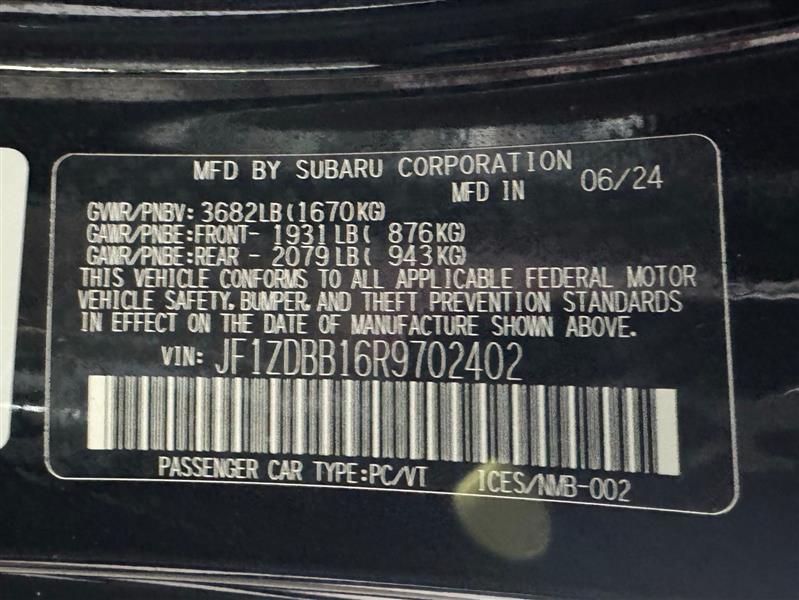 MFD BY SUBARU CORPORATION
MFD IN 06/24
GVWR/PNBV: 3682LB(1670KG)
GAWR/PNBE:FRONT- 1931LB( 876KG)
GAWR/PNBE:REAR - 2079LB( 943KG)
THIS VEHICLE CONFORMS TO ALL APPLICABLE FEDERAL MOTOR
VEHICLE SAFETY, BUMPER, AND THEFT PREVENTION STANDARDS
IN EFFECT ON THE DATE OF MANUFACTURE SHOWN ABOVE.
VIN: JF1ZDBB16R9702402
PASSENGER CAR TYPE:PC/VT ICES/NMB-002